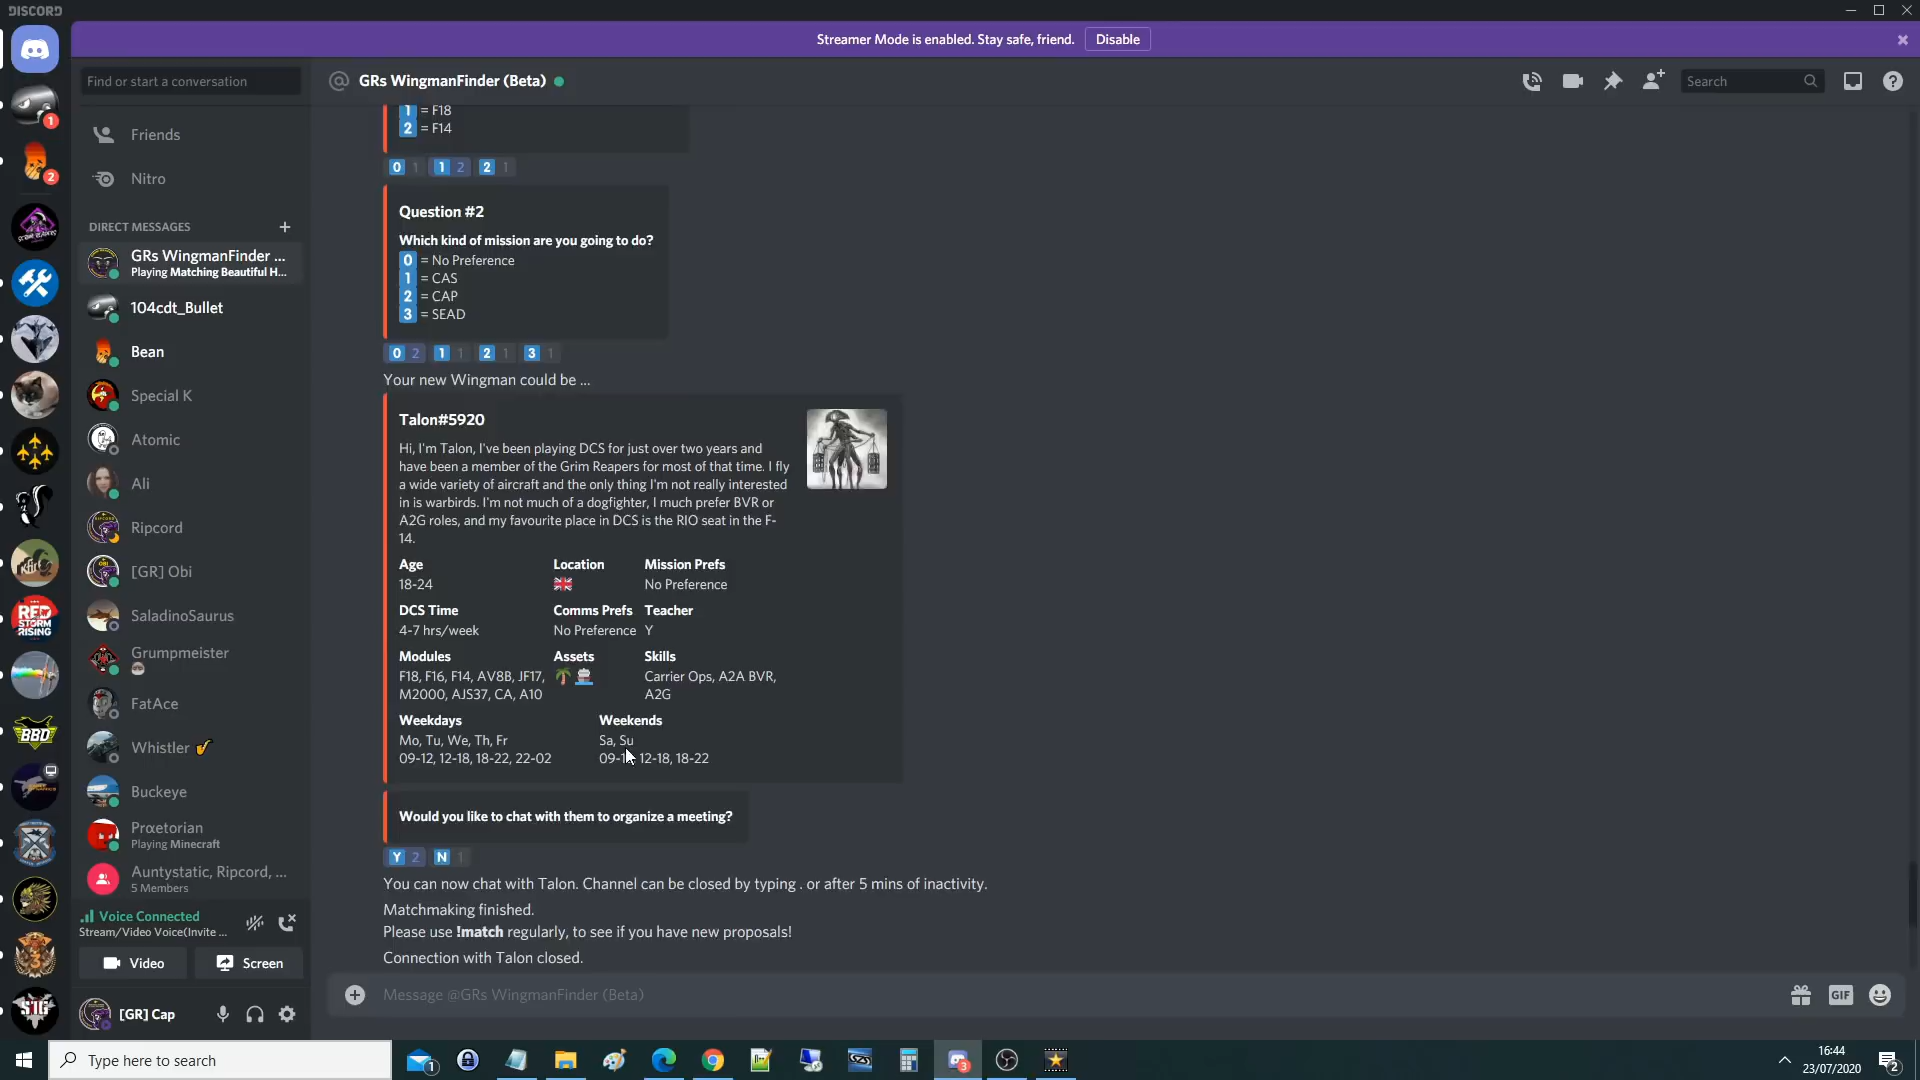 DISCORD
Streamer Mode is enabled. Stay safe, friend.
Disable
Find or start a conversation
GRs WingmanFinder (Beta)
Search
1
2
Friends
Nitro
DIRECT MESSAGES
GRs WingmanFinder ...
Playing Matching Beautiful H...
104cdt_Bullet
Bean
Special K
Atomic
Ali
Ripcord
[GR] Obi
SaladinoSaurus
Grumpmeister
FatAce
Whistler
Buckeye
Prœtorian
Playing Minecraft
Auntystatic, Ripcord, ...
5 Members
Voice Connected
Stream/Video Voice(Invite ...
Video
Screen
[GR] Cap
RED
STORM
RISING
BBD
3
1 = F18
2 = F14
0 1 1 2 2 1
Question #2
Which kind of mission are you going to do?
0 = No Preference
1 = CAS
2 = CAP
3 = SEAD
0 2 1 1 2 1 3 1
Your new Wingman could be ...
Talon#5920
Hi, I'm Talon, I've been playing DCS for just over two years and
have been a member of the Grim Reapers for most of that time. I fly
a wide variety of aircraft and the only thing I'm not really interested
in is warbirds. I'm not much of a dogfighter, I much prefer BVR or
A2G roles, and my favourite place in DCS is the RIO seat in the F-
14.
Age Location Mission Prefs
18-24 No Preference
DCS Time Comms Prefs Teacher
4-7 hrs/week No Preference Y
Modules Assets Skills
F18, F16, F14, AV8B, JF17, Carrier Ops, A2A BVR,
M2000, AJS37, CA, A10 A2G
Weekdays Weekends
Mo, Tu, We, Th, Fr Sa, Su
09-12, 12-18, 18-22, 22-02 12-18, 18-22
Would you like to chat with them to organize a meeting?
Y 2 N 1
You can now chat with Talon. Channel can be closed by typing . or after 5 mins of inactivity.
Matchmaking finished.
Please use !match regularly, to see if you have new proposals!
Connection with Talon closed.
Message @GRs WingmanFinder (Beta)
GIF
Type here to search
1
3
16:44
23/07/2020
2